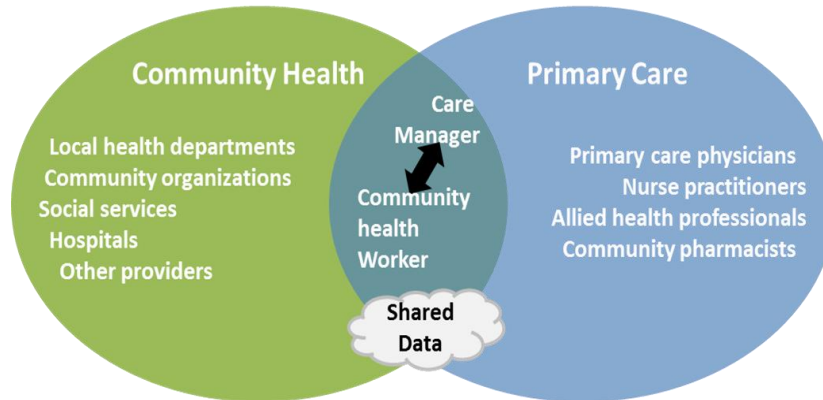 Community Health
Local health departments
Community organizations
Social services
Hospitals
Other providers
Care
Manager
Community
health
Worker
Shared
Data
Primary Care
Primary care physicians
Nurse practitioners
Allied health professionals
Community pharmacists